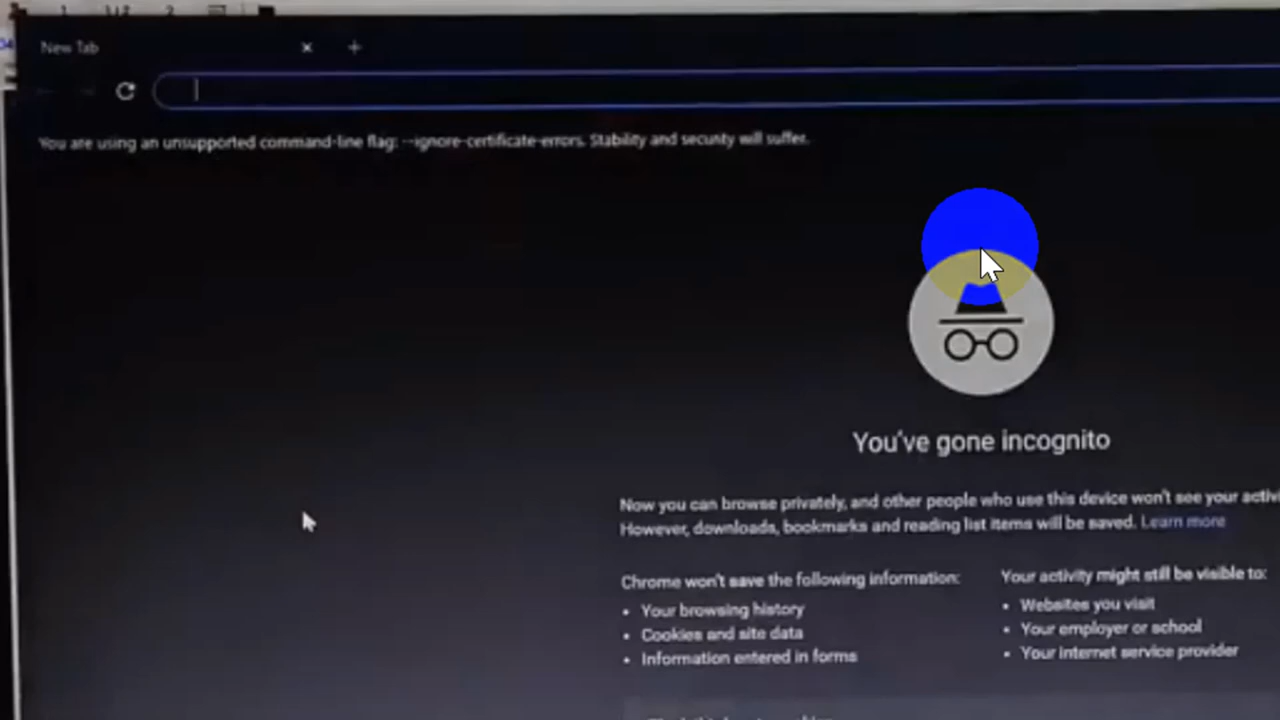 1 1/2 2
New Tab
You are using an unsupported command-line flag: --ignore-certificate-errors. Stability and security will suffer.
You've gone incognito
Now you can browse privately, and other people who use this device won't see your
However, downloads, bookmarks and reading list items will be saved. Learn more
Chrome won't save the following information:
• Your browsing history
• Cookies and site data
• Information entered in forms
Your activity might still be visible to:
• Websites you visit
• Your employer or school
• Your internet service provider